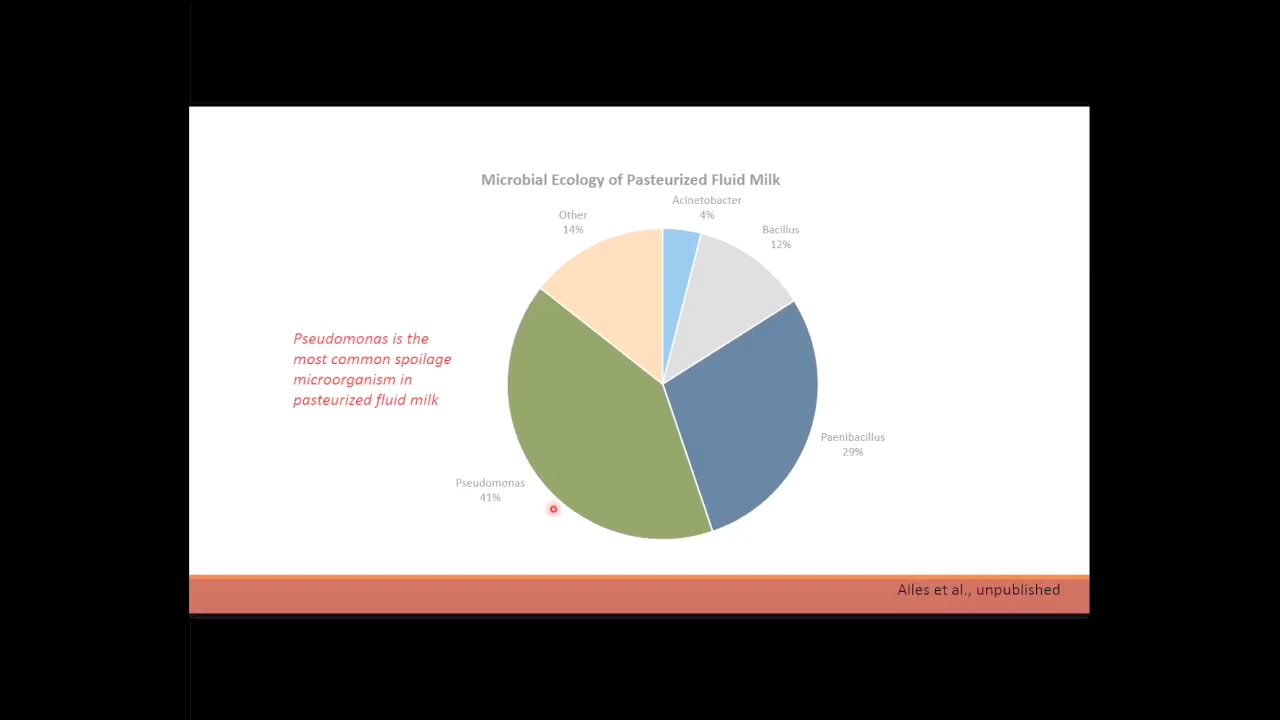 Microbial Ecology of Pasteurized Fluid Milk
Acinetobacter
4%
Other
14%
Bacillus
12%
Pseudomonas is the
most common spoilage
microorganism in
pasteurized fluid milk
Paenibacillus
29%
Pseudomonas
41%
Alles et al., unpublished